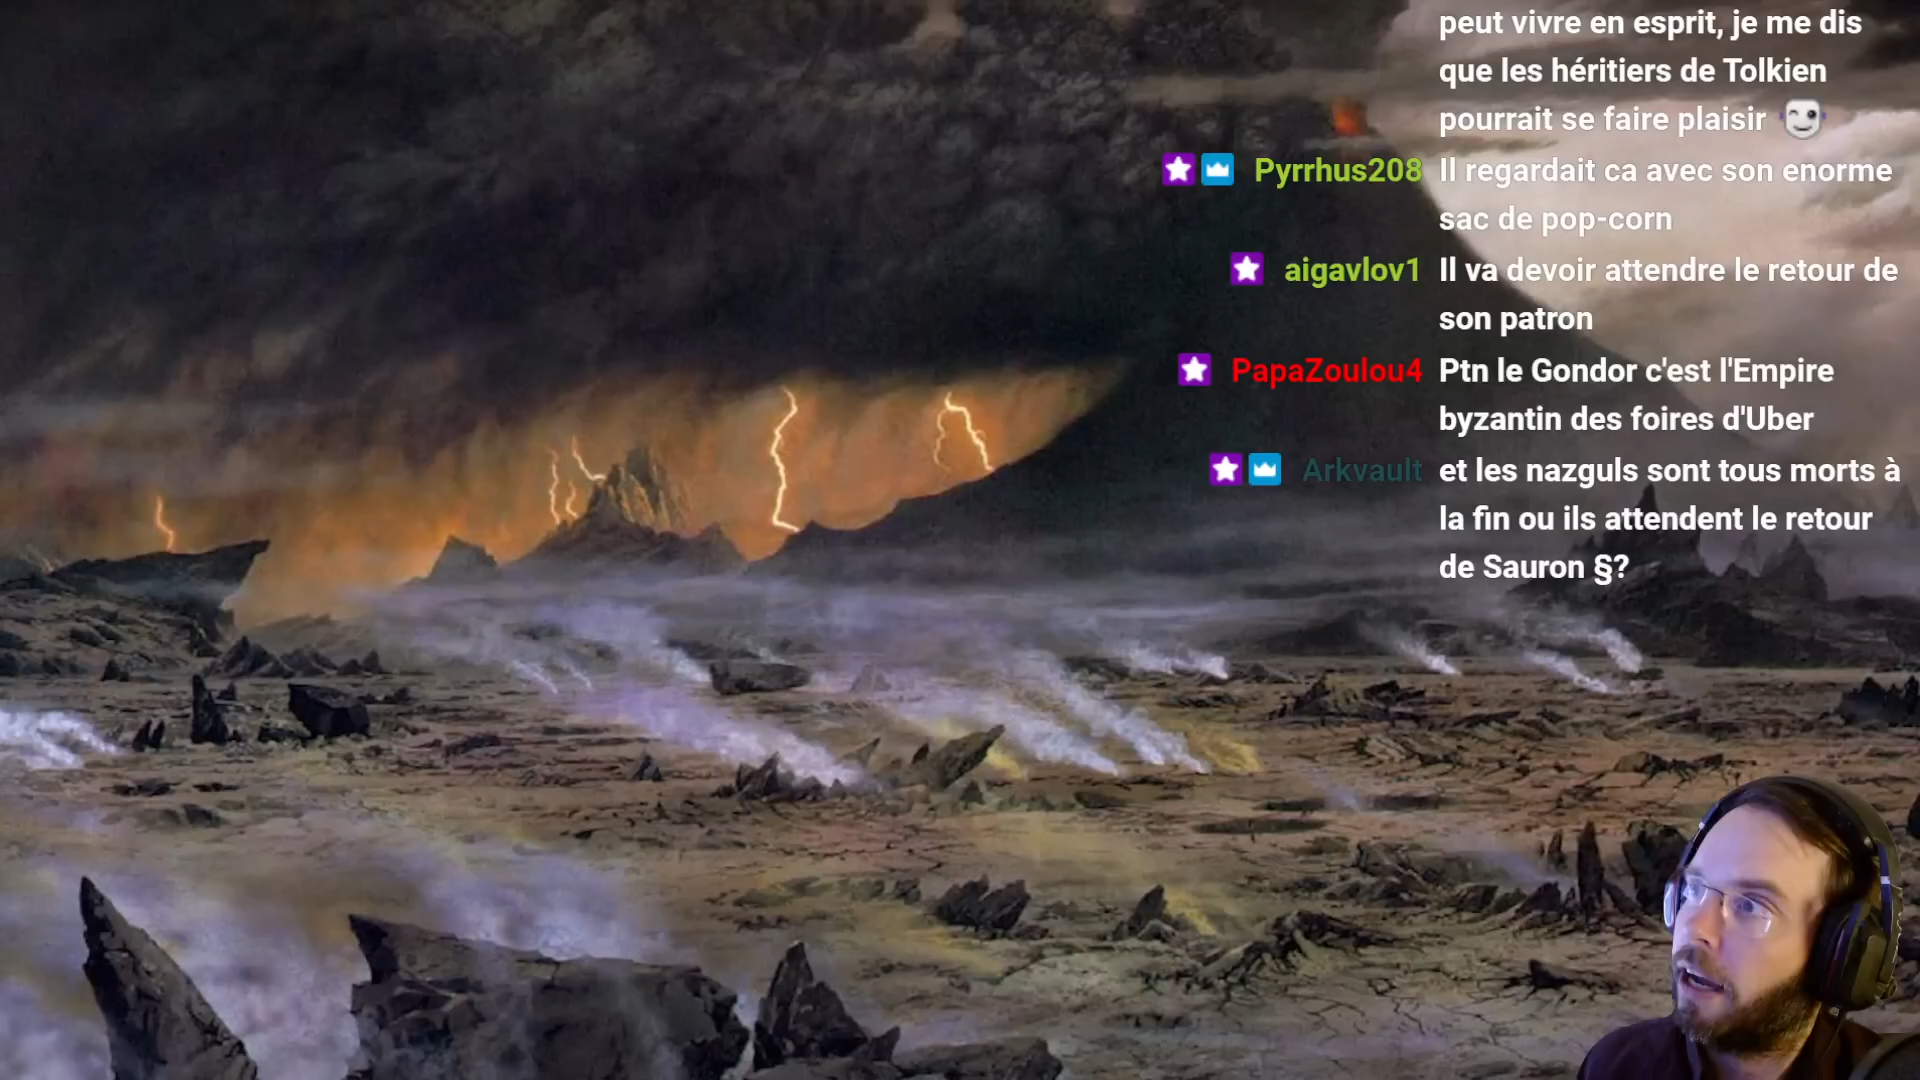 peut vivre en esprit, je me dis
que les héritiers de Tolkien
pourrait se faire plaisir
Pyrrhus208 Il regardait ca avec son enorme
sac de pop-corn
aigavlov1 Il va devoir attendre le retour de
son patron
PapaZoulou4 Ptn le Gondor c'est l'Empire
byzantin des foires d'Uber
Arkvault et les nazguls sont tous morts à
la fin ou ils attendent le retour
de Sauron §?